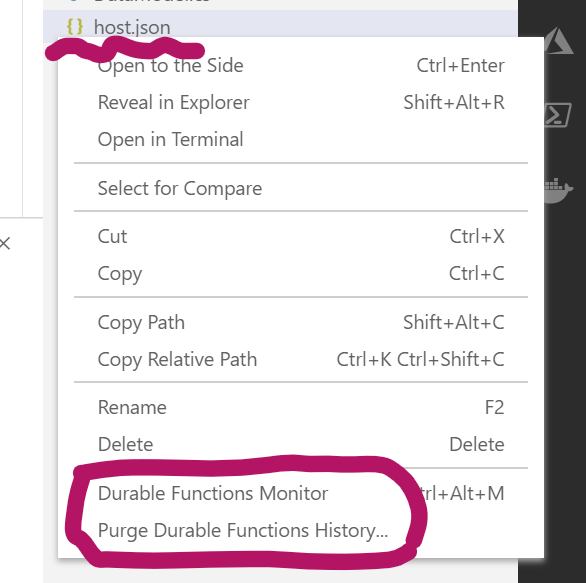 host.json
Open to the Side Ctrl+Enter
Reveal in Explorer Shift+Alt+R
Open in Terminal
Select for Compare
Cut Ctrl+X
Copy Ctrl+C
Copy Path Shift+Alt+C
Copy Relative Path Ctrl+K Ctrl+Shift+C
Rename F2
Delete Delete
Durable Functions Monitor trl+Alt+M
Purge Durable Functions History...